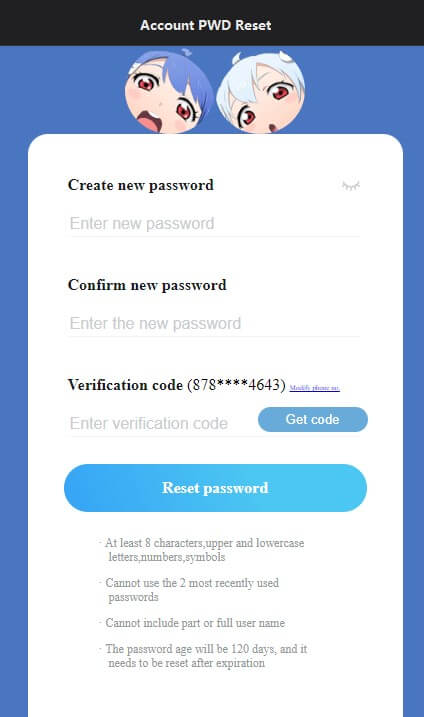 Account PWD Reset
Create new password
Enter new password
Confirm new password
Enter the new password
Verification code (878****4643) Modify phone no.
Enter verification code
Get code
Reset password
· At least 8 characters,upper and lowercase
letters,numbers,symbols
· Cannot use the 2 most recently used
passwords
· Cannot include part or full user name
· The password age will be 120 days, and it
needs to be reset after expiration